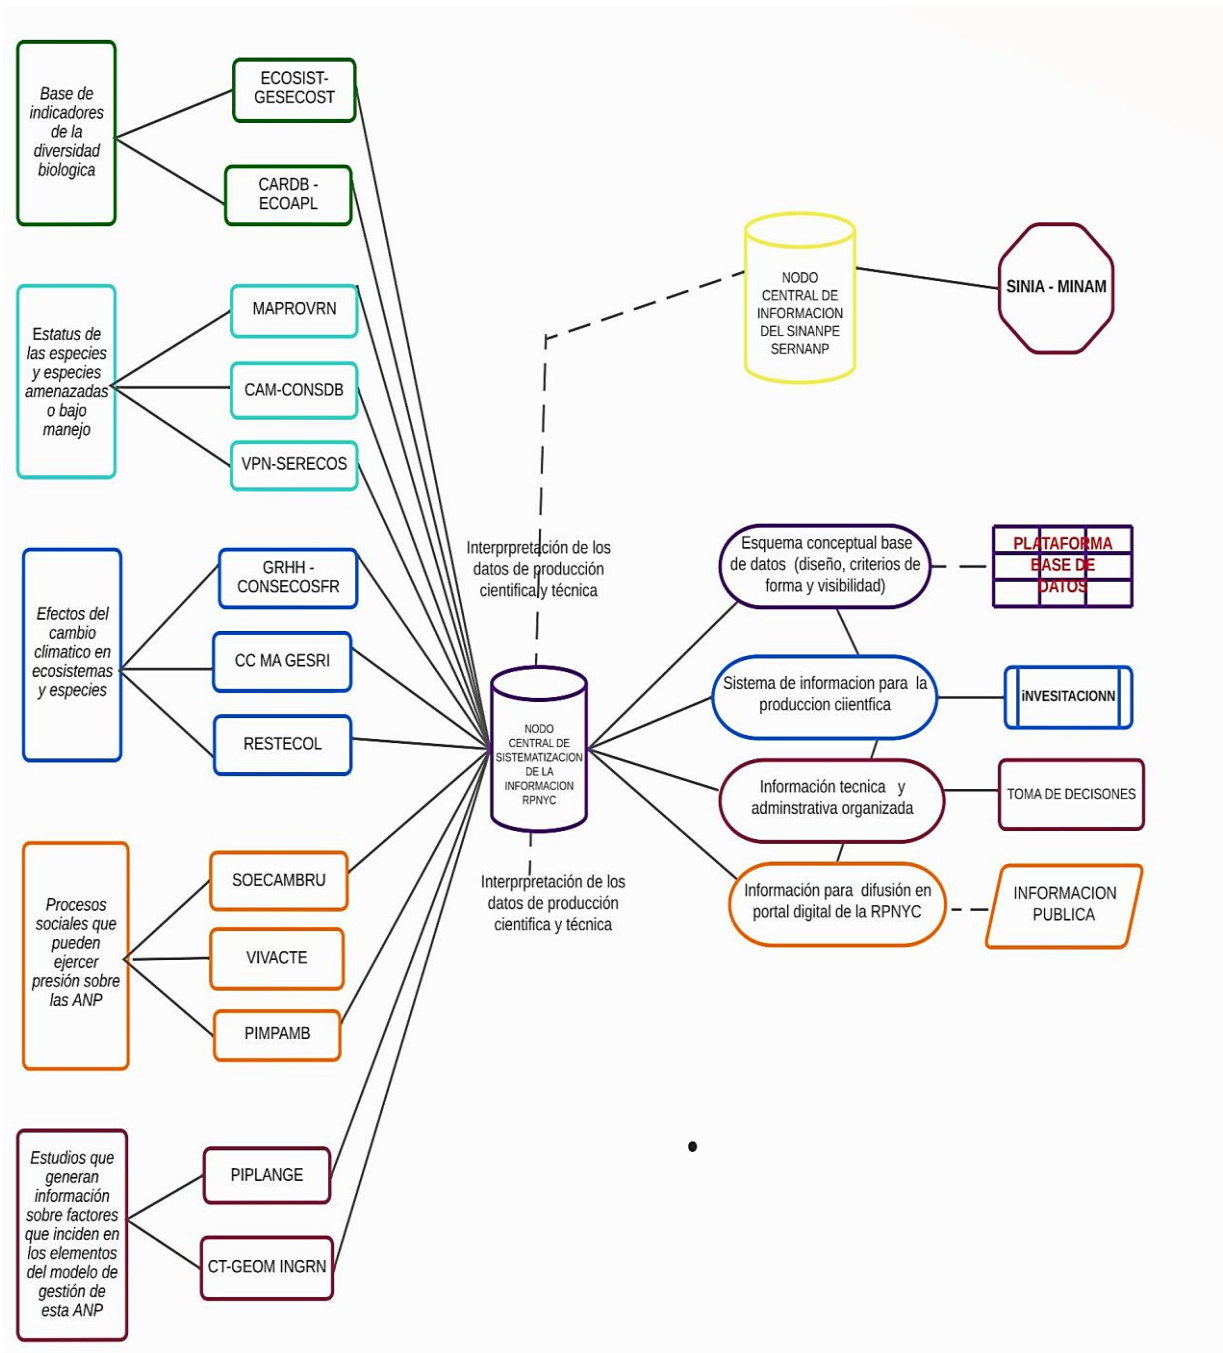 Base de
indicadores
de la
diversidad
biologica
ECOSIST-
GESECOST
CARDB -
ECOAPL
Estatus de
las especies
y especies
amenazadas
o bajo
manejo
MAPROVRN
CAM-CONSDB
VPN-SERECOS
Efectos del
cambio
climatico en
ecosistemas
y especies
GRHH -
CONSECOSFR
CC MA GESRI
RESTECOL
Procesos
sociales que
pueden
ejercer
presión sobre
las ANP
SOECAMBRU
VIVACTE
PIMPAMB
Estudios que
generan
información
sobre factores
que inciden en
los elementos
del modelo de
gestión de
esta ANP
PIPLANGE
CT-GEOM INGRN
Interprpretación de los
datos de producción
cientifica y técnica
NODO
CENTRAL DE
SISTEMATIZACION
DE LA
INFORMACION
RPNYC
Interprpretación de los
datos de producción
cientifica y técnica
NODO
CENTRAL DE
INFORMACION
DEL SINANPE
SERNANP
SINIA - MINAM
Esquema conceptual base
de datos (diseño, criterios de
forma y visibilidad)
PLATAFORMA
BASE DE
DATOS
Sistema de informacion para la
produccion ciientfica
iNVESITACIONN
Información tecnica y
adminstrativa organizada
TOMA DE DECISONES
Información para difusión en
portal digital de la RPNYC
INFORMACION
PUBLICA